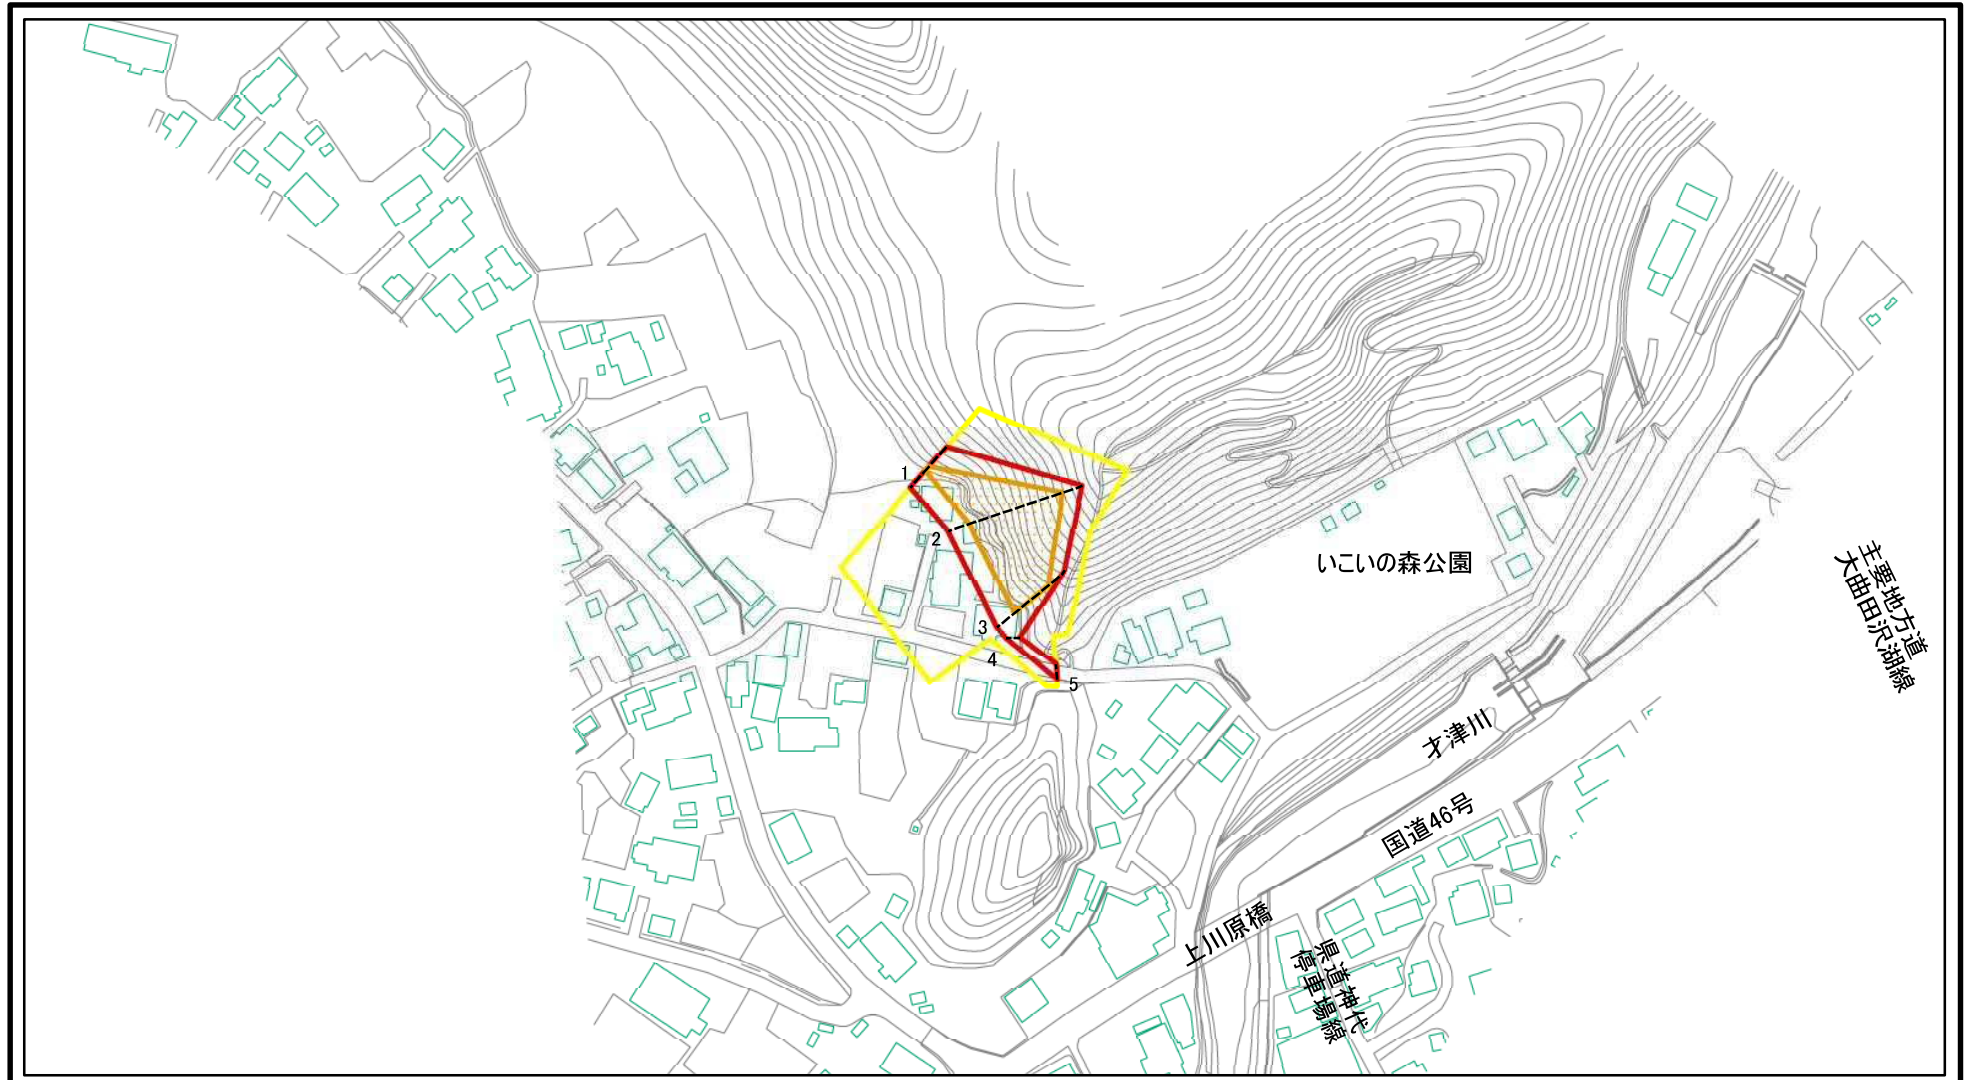 1
2
3
4
5
いこいの森公園
主要地方道
大曲田沢湖線
才津川
国道46号
上川原橋
県道神代
停車場線